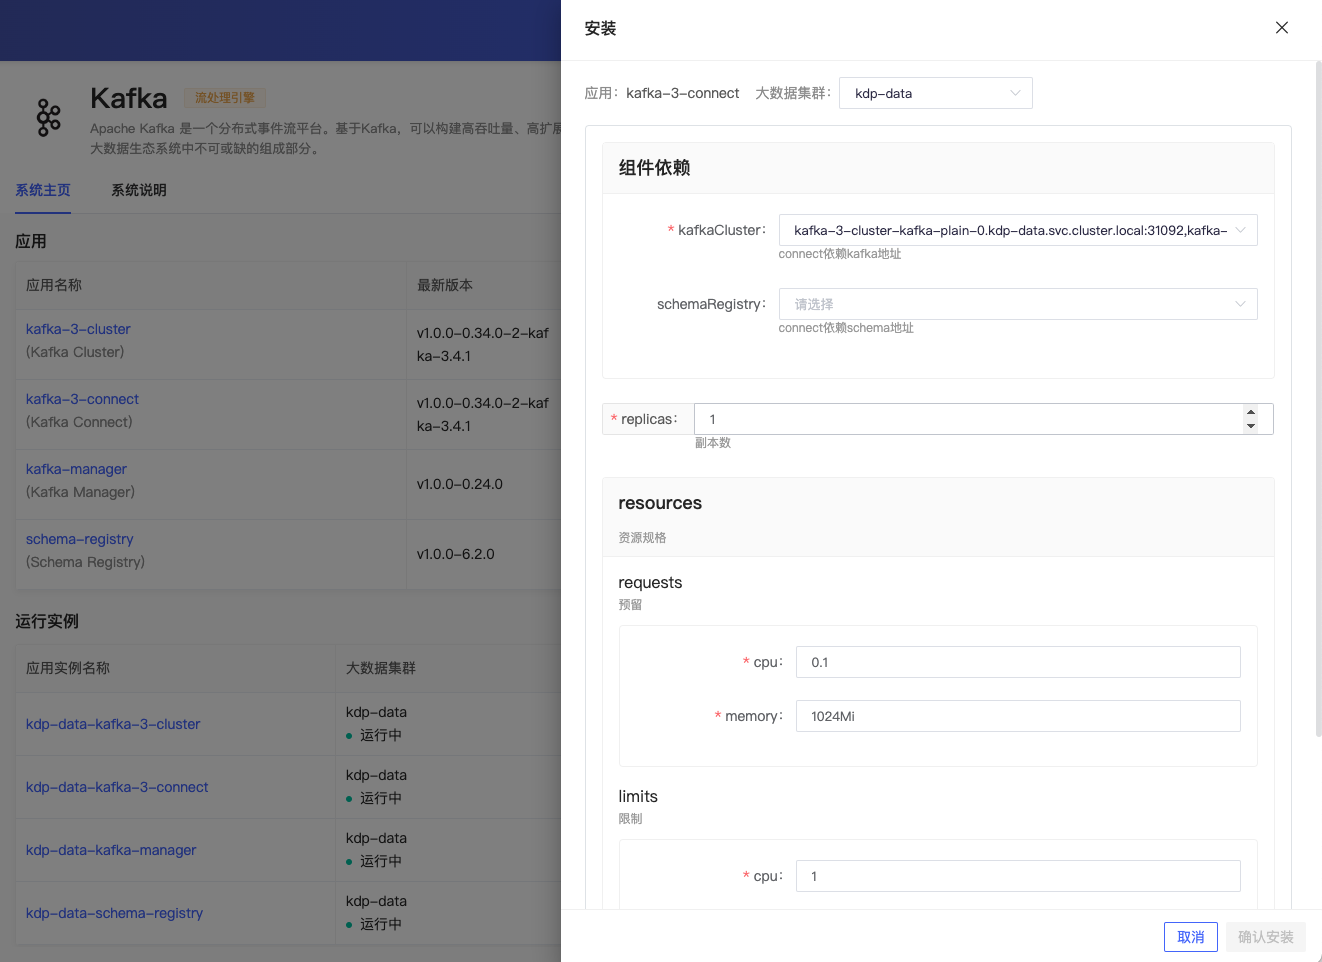 Kafka 流处理引擎
Apache Kafka 是一个分布式事件流平台。基于Kafka，可以构建高吞吐量、高扩展
大数据生态系统中不可或缺的组成部分。
系统主页 系统说明
应用
应用名称 最新版本
kafka-3-cluster
(Kafka Cluster)
v1.0.0-0.34.0-2-kaf
ka-3.4.1
kafka-3-connect
(Kafka Connect)
v1.0.0-0.34.0-2-kaf
ka-3.4.1
kafka-manager
(Kafka Manager)
v1.0.0-0.24.0
schema-registry
(Schema Registry)
v1.0.0-6.2.0
运行实例
应用实例名称 大数据集群
kdp-data-kafka-3-cluster
kdp-data
运行中
kdp-data-kafka-3-connect
kdp-data
运行中
kdp-data-kafka-manager
kdp-data
运行中
kdp-data-schema-registry
kdp-data
运行中
安装
应用：kafka-3-connect 大数据集群：kdp-data
组件依赖
* kafkaCluster： kafka-3-cluster-kafka-plain-0.kdp-data.svc.cluster.local:31092,kafka-
connect依赖kafka地址
schemaRegistry： 请选择
connect依赖schema地址
* replicas： 1
副本数
resources
资源规格
requests
预留
* cpu： 0.1
* memory： 1024Mi
limits
限制
* cpu： 1
取消 确认安装